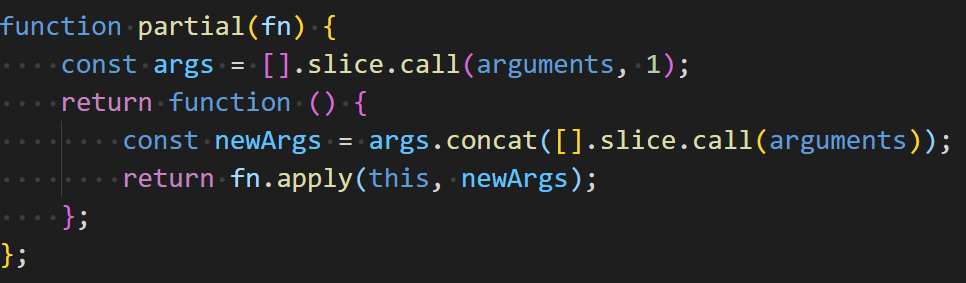 function partial(fn) {
    const args = [].slice.call(arguments, 1);
    return function () {
        const newArgs = args.concat([].slice.call(arguments));
        return fn.apply(this, newArgs);
    };
};